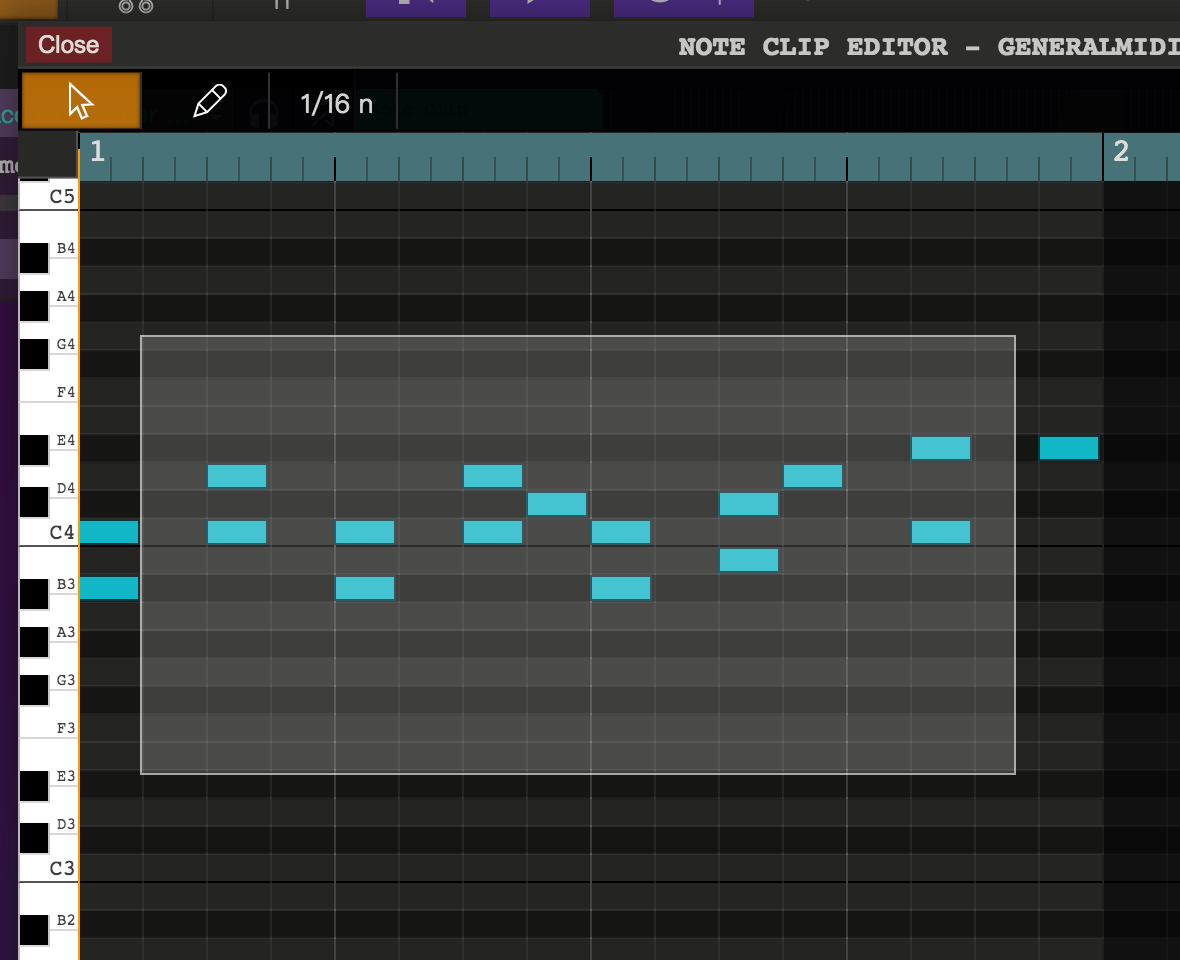 Close
NOTE CLIP EDITOR - GENERALMIDI
1/16 n
1 2
C5
B4
A4
G4
F4
E4
D4
C4
B3
A3
G3
F3
E3
D3
C3
B2